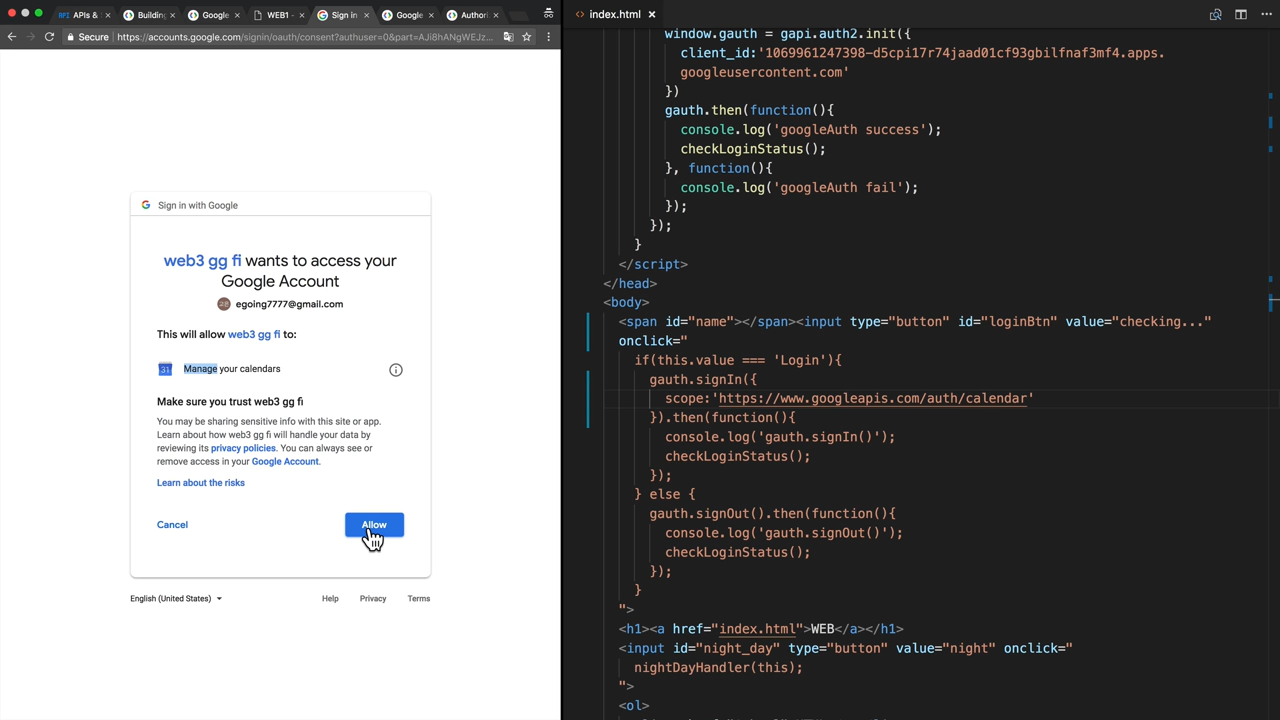 API APIs &
Building
Google
WEB1 -
Sign in
Google
Authori
Secure https://accounts.google.com/signin/oauth/consent?authuser=0&part=AJi8hANgWEJz...
Sign in with Google
web3 gg fi wants to access your
Google Account
egoing7777@gmail.com
This will allow web3 gg fi to:
31 Manage your calendars
Make sure you trust web3 gg fi
You may be sharing sensitive info with this site or app.
Learn about how web3 gg fi will handle your data by
reviewing its privacy policies. You can always see or
remove access in your Google Account.
Learn about the risks
Cancel
Allow
English (United States)
Help
Privacy
Terms
index.html
window.gauth = gapi.auth2.init({
client_id:'1069961247398-d5cpi17r74jaad01cf93gbilfnaf3mf4.apps.
googleusercontent.com'
})
gauth.then(function(){
console.log('googleAuth success');
checkLoginStatus();
}, function(){
console.log('googleAuth fail');
});
});
}
</script>
</head>
<body>
<span id="name"></span><input type="button" id="loginBtn" value="checking..."
onclick="
if(this.value === 'Login'){
gauth.signIn({
scope:'https://www.googleapis.com/auth/calendar'
}).then(function(){
console.log('gauth.signIn()');
checkLoginStatus();
});
} else {
gauth.signOut().then(function(){
console.log('gauth.signOut()');
checkLoginStatus();
});
}
">
<h1><a href="index.html">WEB</a></h1>
<input id="night_day" type="button" value="night" onclick="
nightDayHandler(this);
">
<ol>